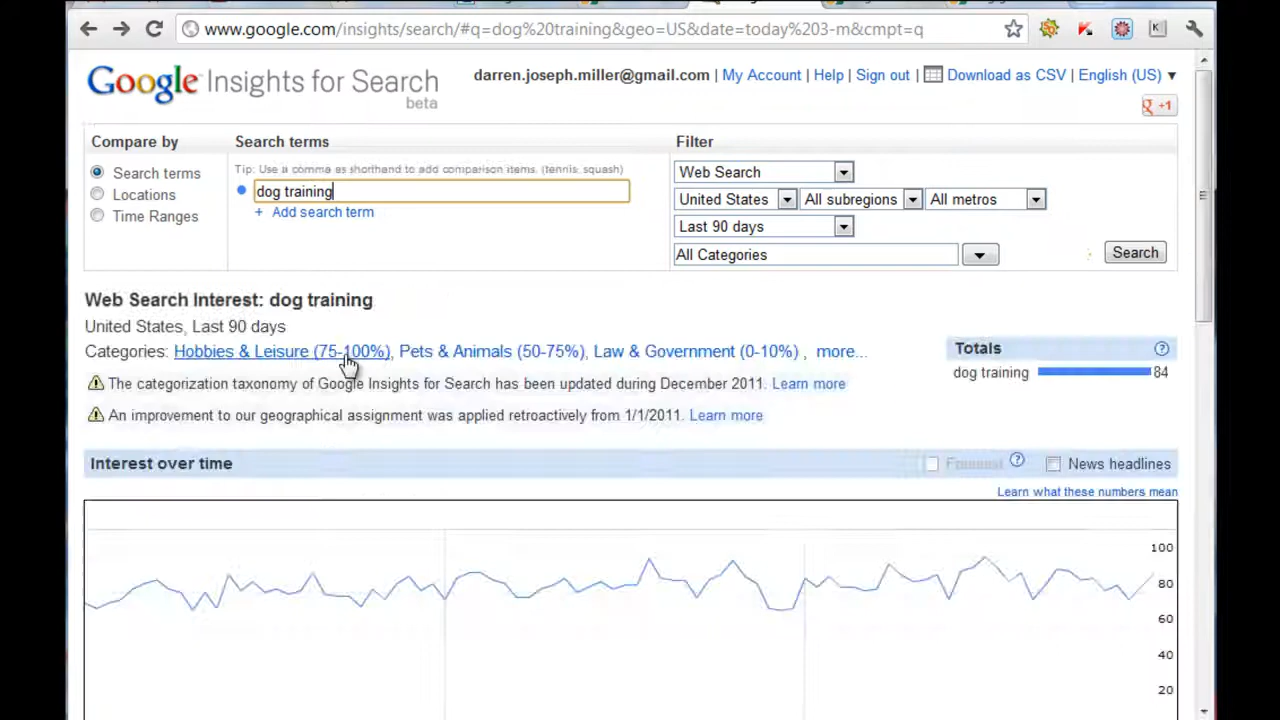 www.google.com/insights/search/#q=dog%20training&geo=US&date=today%203-m&cmpt=q
Google Insights for Search
beta
darren.joseph.miller@gmail.com | My Account | Help | Sign out | Download as CSV | English (US) ▼
+1
Compare by
Search terms
Locations
Time Ranges
Search terms
Tip: Use a comma as shorthand to add comparison items. (tennis, squash)
dog training
+ Add search term
Filter
Web Search
United States All subregions All metros
Last 90 days
All Categories
Search
Web Search Interest: dog training
United States, Last 90 days
Categories: Hobbies & Leisure (75-100%), Pets & Animals (50-75%), Law & Government (0-10%) , more...
The categorization taxonomy of Google Insights for Search has been updated during December 2011. Learn more
An improvement to our geographical assignment was applied retroactively from 1/1/2011. Learn more
Totals
dog training 84
Interest over time
Forecast
News headlines
Learn what these numbers mean
100
80
60
40
20